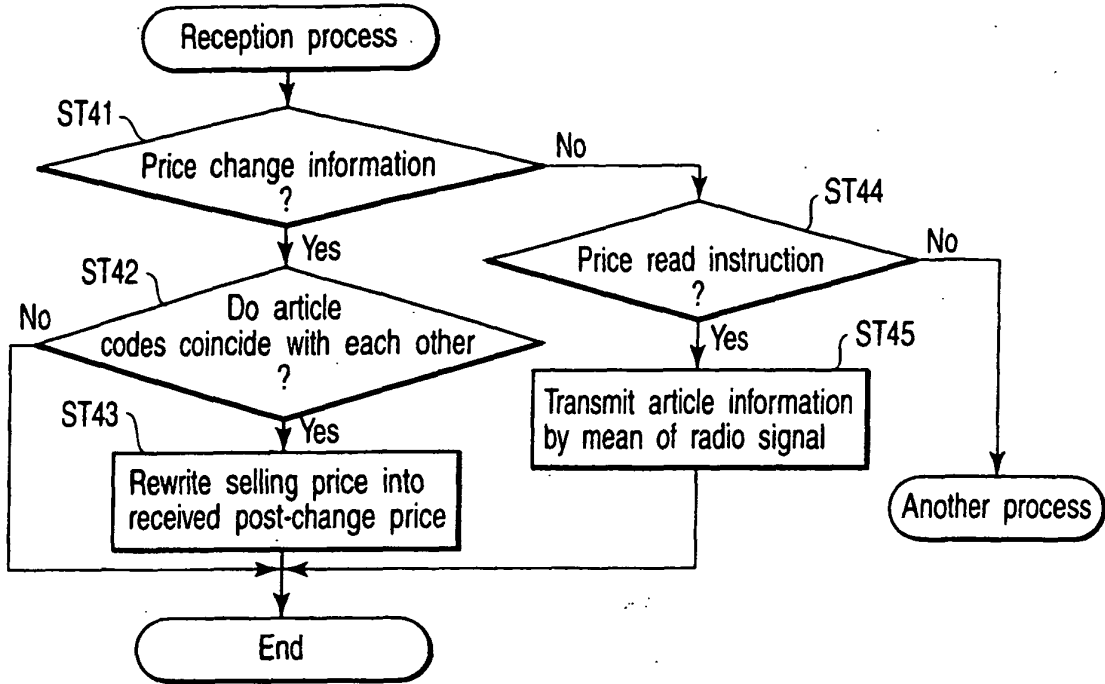 Reception process
ST41
Price change information
?
No
Yes
ST44
Price read instruction
?
No
Yes
ST42
Do article
codes coincide with each other
?
No
Yes
ST43
Rewrite selling price into
received post-change price
ST45
Transmit article information
by mean of radio signal
Another process
End